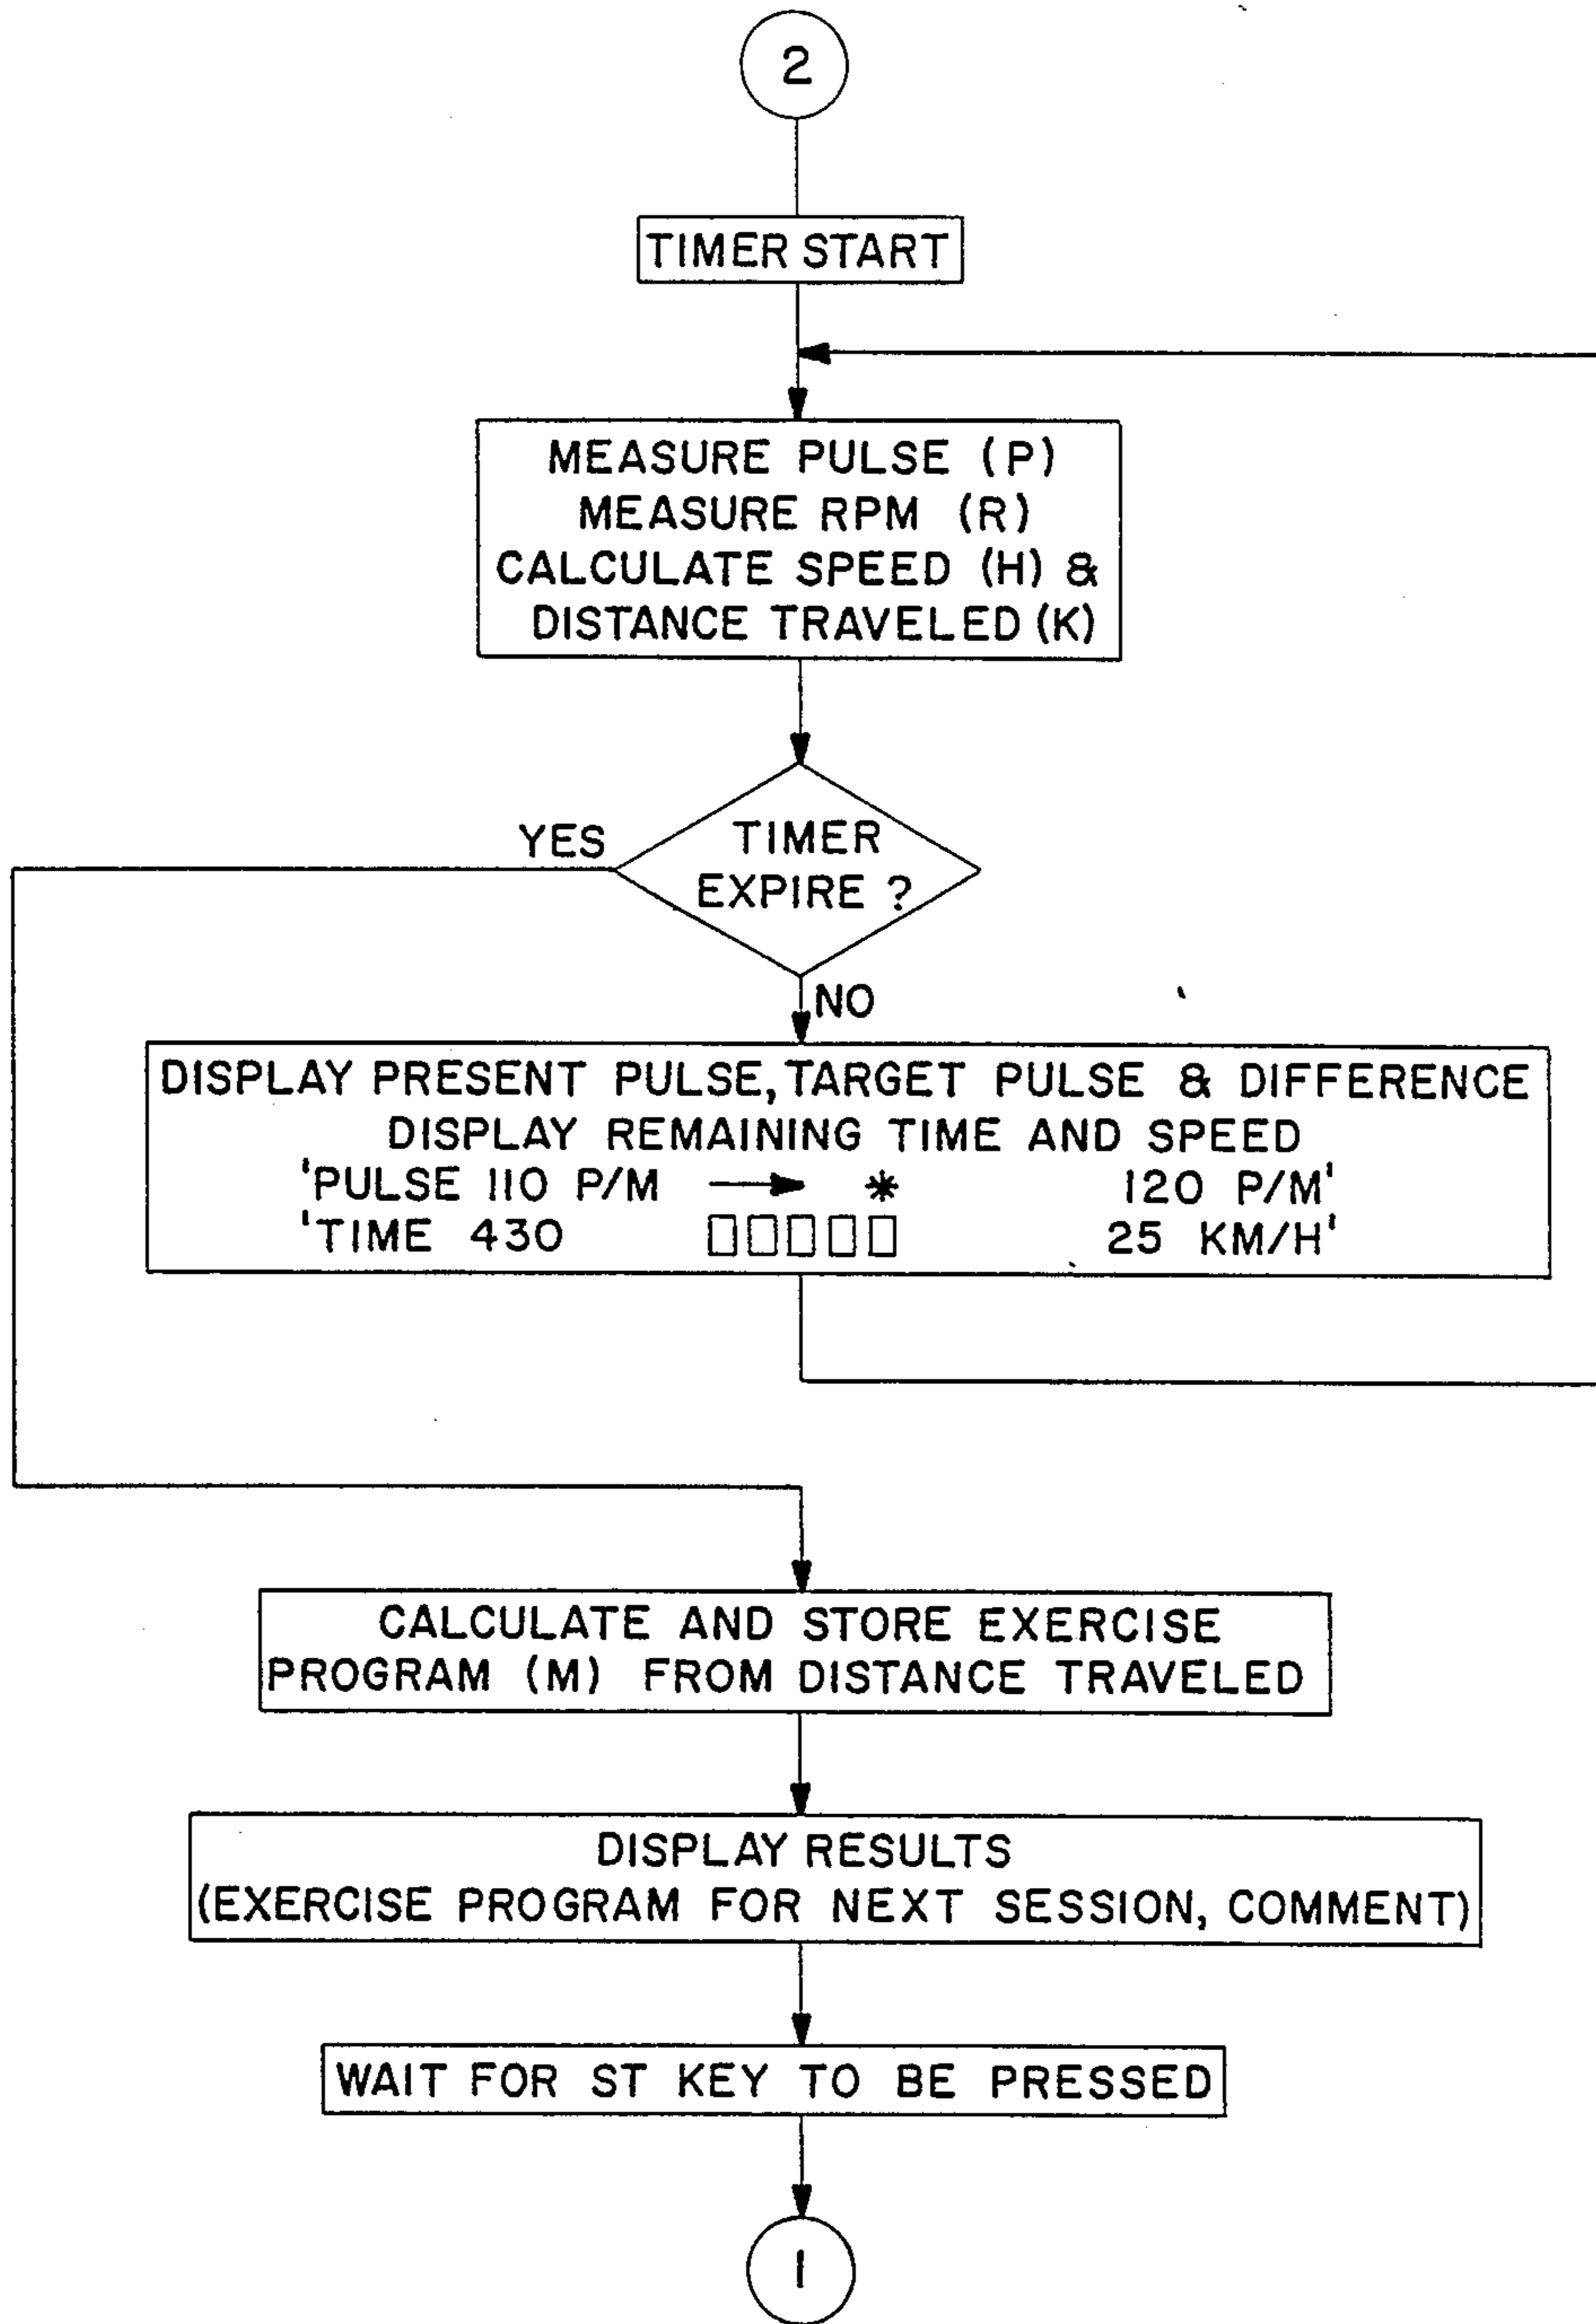 2
TIMER START
MEASURE PULSE (P)
MEASURE RPM (R)
CALCULATE SPEED (H) &
DISTANCE TRAVELED (K)
YES
TIMER
EXPIRE ?
NO
DISPLAY PRESENT PULSE, TARGET PULSE & DIFFERENCE
DISPLAY REMAINING TIME AND SPEED
'PULSE 110 P/M → * 120 P/M'
'TIME 430 □□□□□ 25 KM/H'
CALCULATE AND STORE EXERCISE
PROGRAM (M) FROM DISTANCE TRAVELED
DISPLAY RESULTS
(EXERCISE PROGRAM FOR NEXT SESSION, COMMENT)
WAIT FOR ST KEY TO BE PRESSED
1